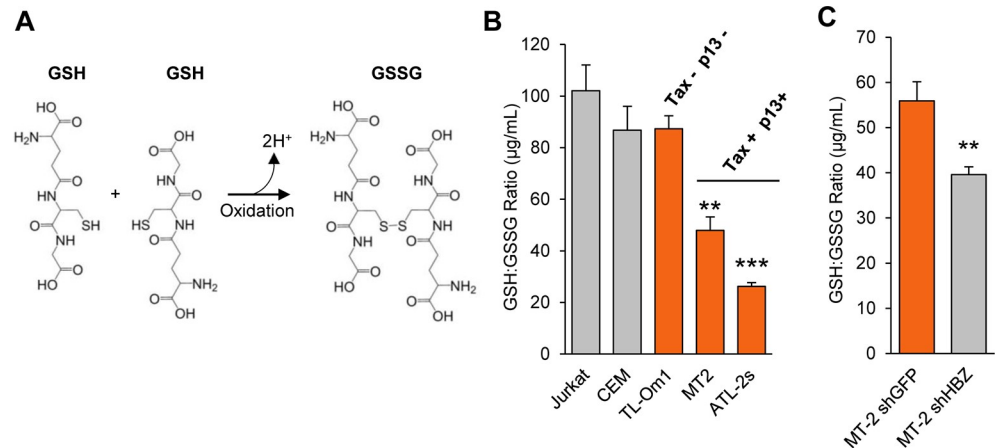 A
GSH
GSH
GSSG
HO
O
H₂N
O
HN
O
SH
NH
O
HO
+
OH
O
NH
O
HS
NH
O
NH₂
O
OH
2H⁺
Oxidation
HO
O
H₂N
O
HN
O
S–S
NH
O
HO
OH
O
NH
O
NH
O
NH₂
O
OH
B
GSH:GSSG Ratio (μg/mL)
120
100
80
60
40
20
0
Tax - p13 -
Tax + p13+
**
***
Jurkat
CEM
TL-Om1
MT2
ATL-2s
C
GSH:GSSG Ratio (μg/mL)
70
60
50
40
30
20
10
0
**
MT-2 shGFP
MT-2 shHBZ